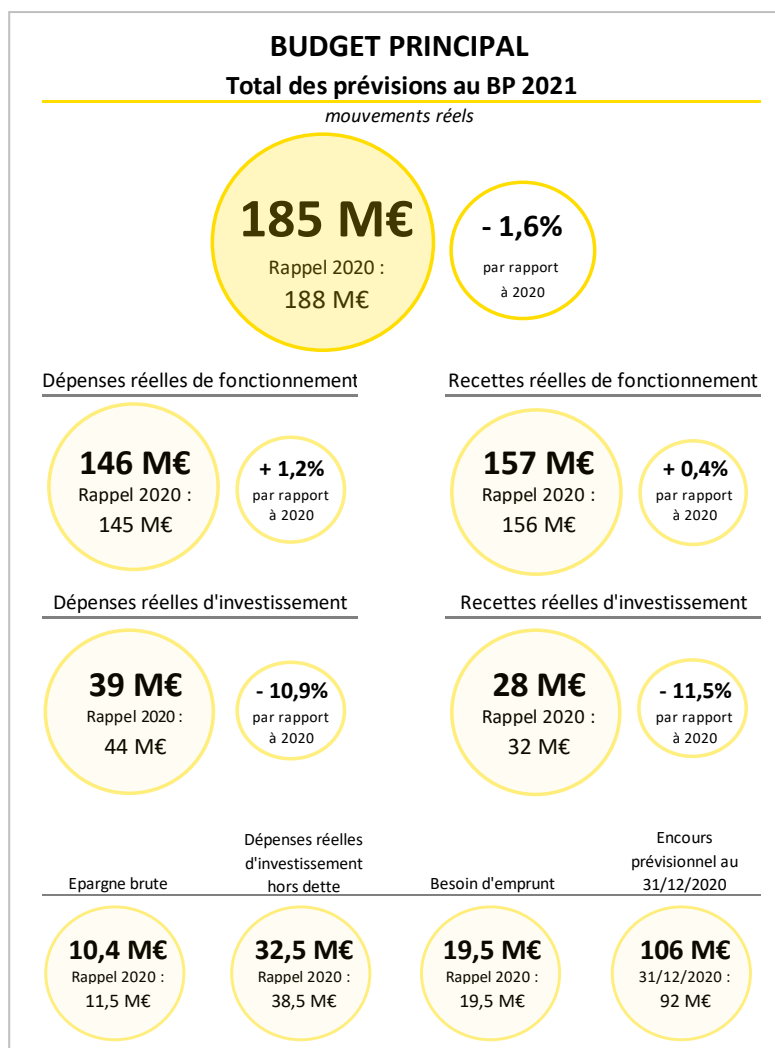 BUDGET PRINCIPAL
Total des prévisions au BP 2021
mouvements réels
185 M€
Rappel 2020 :
188 M€
- 1,6%
par rapport
à 2020
Dépenses réelles de fonctionnement
146 M€
Rappel 2020 :
145 M€
+ 1,2%
par rapport
à 2020
Recettes réelles de fonctionnement
157 M€
Rappel 2020 :
156 M€
+ 0,4%
par rapport
à 2020
Dépenses réelles d'investissement
39 M€
Rappel 2020 :
44 M€
- 10,9%
par rapport
à 2020
Recettes réelles d'investissement
28 M€
Rappel 2020 :
32 M€
- 11,5%
par rapport
à 2020
Epargne brute
10,4 M€
Rappel 2020 :
11,5 M€
Dépenses réelles
d'investissement
hors dette
32,5 M€
Rappel 2020 :
38,5 M€
Besoin d'emprunt
19,5 M€
Rappel 2020 :
19,5 M€
Encours
prévisionnel au
31/12/2020
106 M€
31/12/2020 :
92 M€